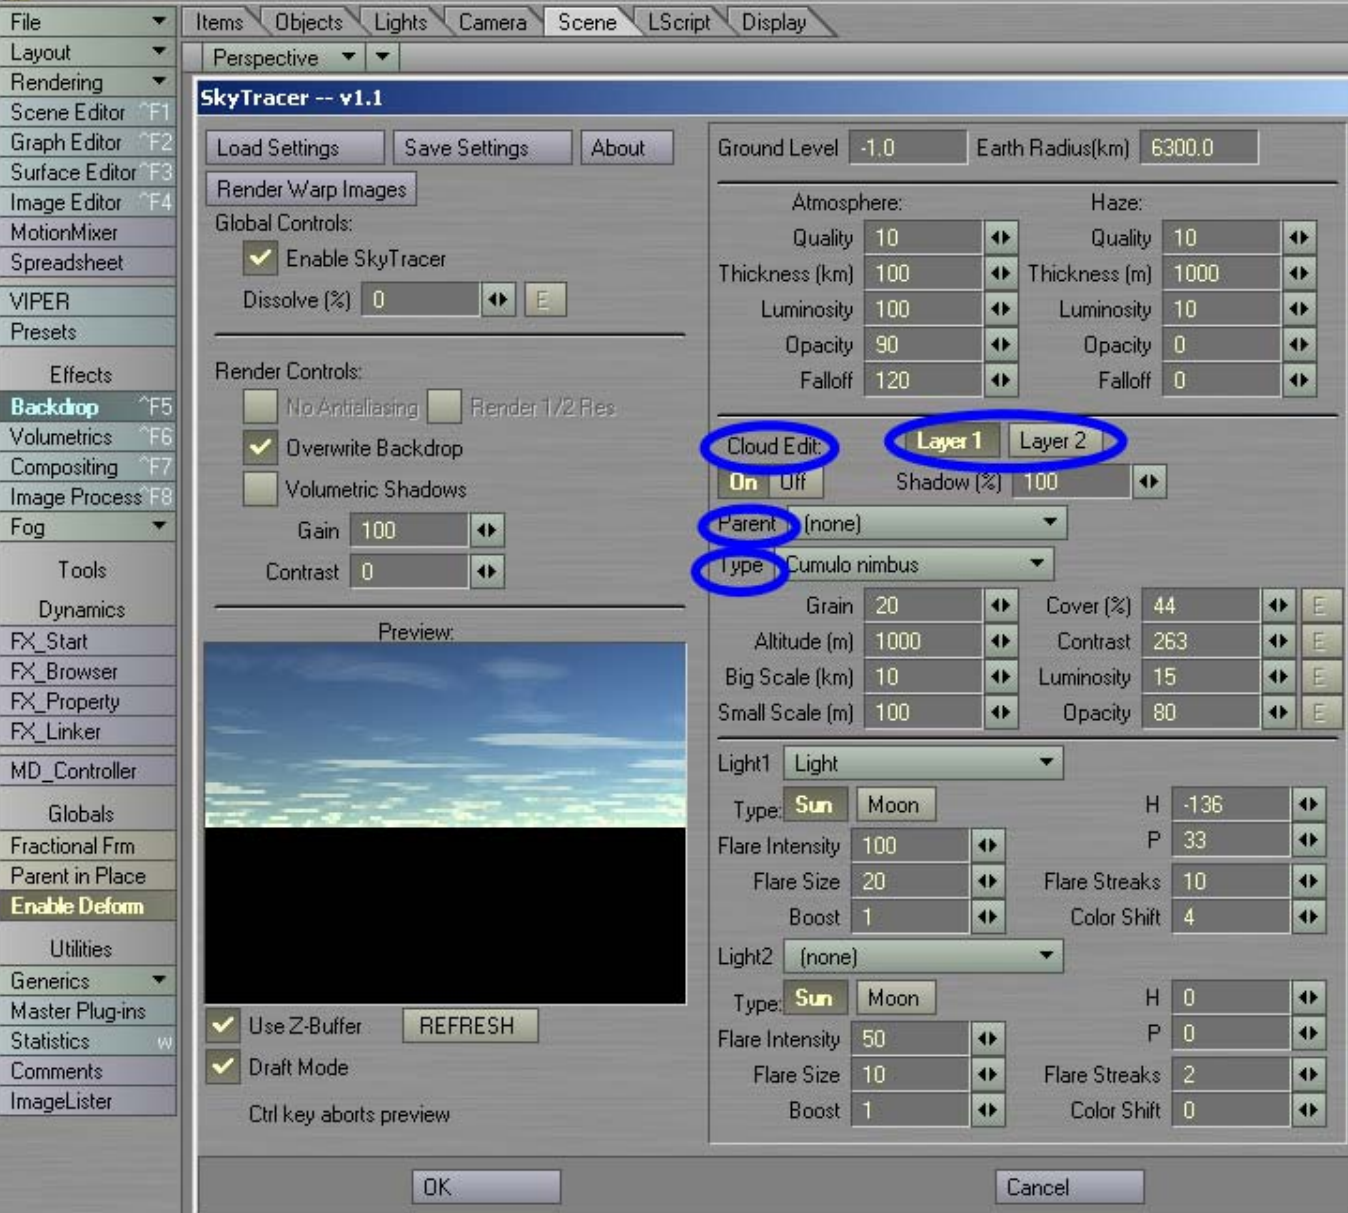 File
Layout
Rendering
Scene Editor ^F1
Graph Editor ^F2
Surface Editor ^F3
Image Editor ^F4
MotionMixer
Spreadsheet
VIPER
Presets
Effects
Backdrop ^F5
Volumetrics ^F6
Compositing ^F7
Image Process ^F8
Fog
Tools
Dynamics
FX_Start
FX_Browser
FX_Property
FX_Linker
MD_Controller
Globals
Fractional Frm
Parent in Place
Enable Deform
Utilities
Generics
Master Plug-ins
Statistics w
Comments
ImageLister
Items Objects Lights Camera Scene LScript Display
Perspective
SkyTracer -- v1.1
Load Settings Save Settings About
Render Warp Images
Global Controls:
Enable SkyTracer
Dissolve (%) 0 E
Render Controls:
No Antialiasing Render 1/2 Res
Overwrite Backdrop
Volumetric Shadows
Gain 100
Contrast 0
Preview:
Use Z-Buffer REFRESH
Draft Mode
Ctrl key aborts preview
Ground Level -1.0 Earth Radius(km) 6300.0
Atmosphere: Haze:
Quality 10 Quality 10
Thickness (km) 100 Thickness (m) 1000
Luminosity 100 Luminosity 10
Opacity 90 Opacity 0
Falloff 120 Falloff 0
Cloud Edit: Layer 1 Layer 2
On Off Shadow (%) 100
Parent (none)
Type Cumulo nimbus
Grain 20 Cover (%) 44 E
Altitude (m) 1000 Contrast 263 E
Big Scale (km) 10 Luminosity 15 E
Small Scale (m) 100 Opacity 80 E
Light1 Light
Type: Sun Moon H -136
Flare Intensity 100 P 33
Flare Size 20 Flare Streaks 10
Boost 1 Color Shift 4
Light2 (none)
Type: Sun Moon H 0
Flare Intensity 50 P 0
Flare Size 10 Flare Streaks 2
Boost 1 Color Shift 0
OK Cancel